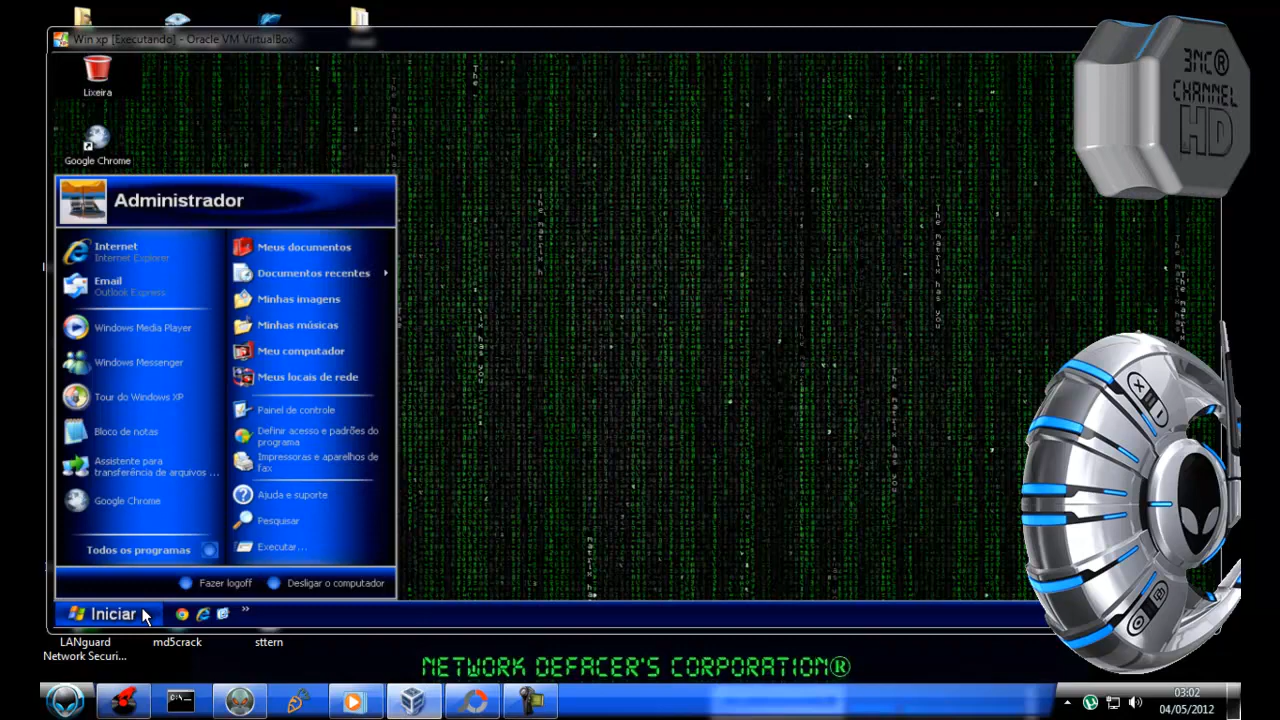 Win xp [Executando] - Oracle VM VirtualBox
3NC®
CHANNEL
HD
Lixeira
Google Chrome
Administrador
Internet
Internet Explorer
Email
Outlook Express
Windows Media Player
Windows Messenger
Tour do Windows XP
Bloco de notas
Assistente para
transferência de arquivos ...
Google Chrome
Todos os programas
Meus documentos
Documentos recentes
Minhas imagens
Minhas músicas
Meu computador
Meus locais de rede
Painel de controle
Definir acesso e padrões do
programa
Impressoras e aparelhos de
fax
Ajuda e suporte
Pesquisar
Executar...
Fazer logoff
Desligar o computador
Iniciar
LANguard
Network Securi...
md5crack
sttern
NETWORK DEFACER'S CORPORATION®
03:02
04/05/2012